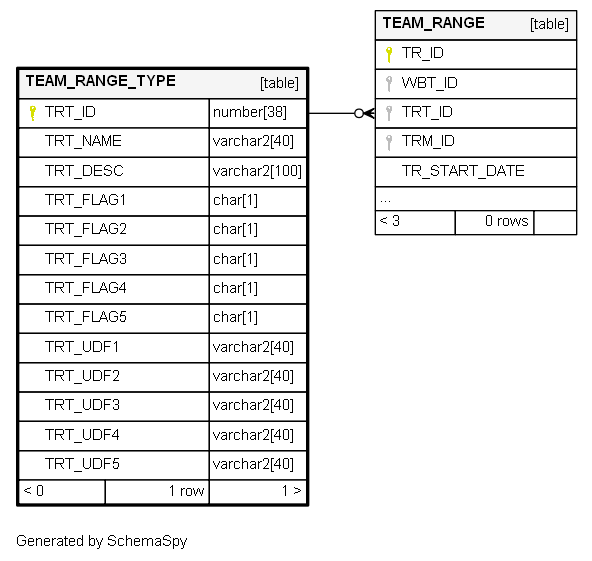 TEAM_RANGE [table]
TR_ID
WBT_ID
TRT_ID
TRM_ID
TR_START_DATE
...
< 3 0 rows
TEAM_RANGE_TYPE [table]
TRT_ID number[38]
TRT_NAME varchar2[40]
TRT_DESC varchar2[100]
TRT_FLAG1 char[1]
TRT_FLAG2 char[1]
TRT_FLAG3 char[1]
TRT_FLAG4 char[1]
TRT_FLAG5 char[1]
TRT_UDF1 varchar2[40]
TRT_UDF2 varchar2[40]
TRT_UDF3 varchar2[40]
TRT_UDF4 varchar2[40]
TRT_UDF5 varchar2[40]
< 0 1 row 1 >
Generated by SchemaSpy